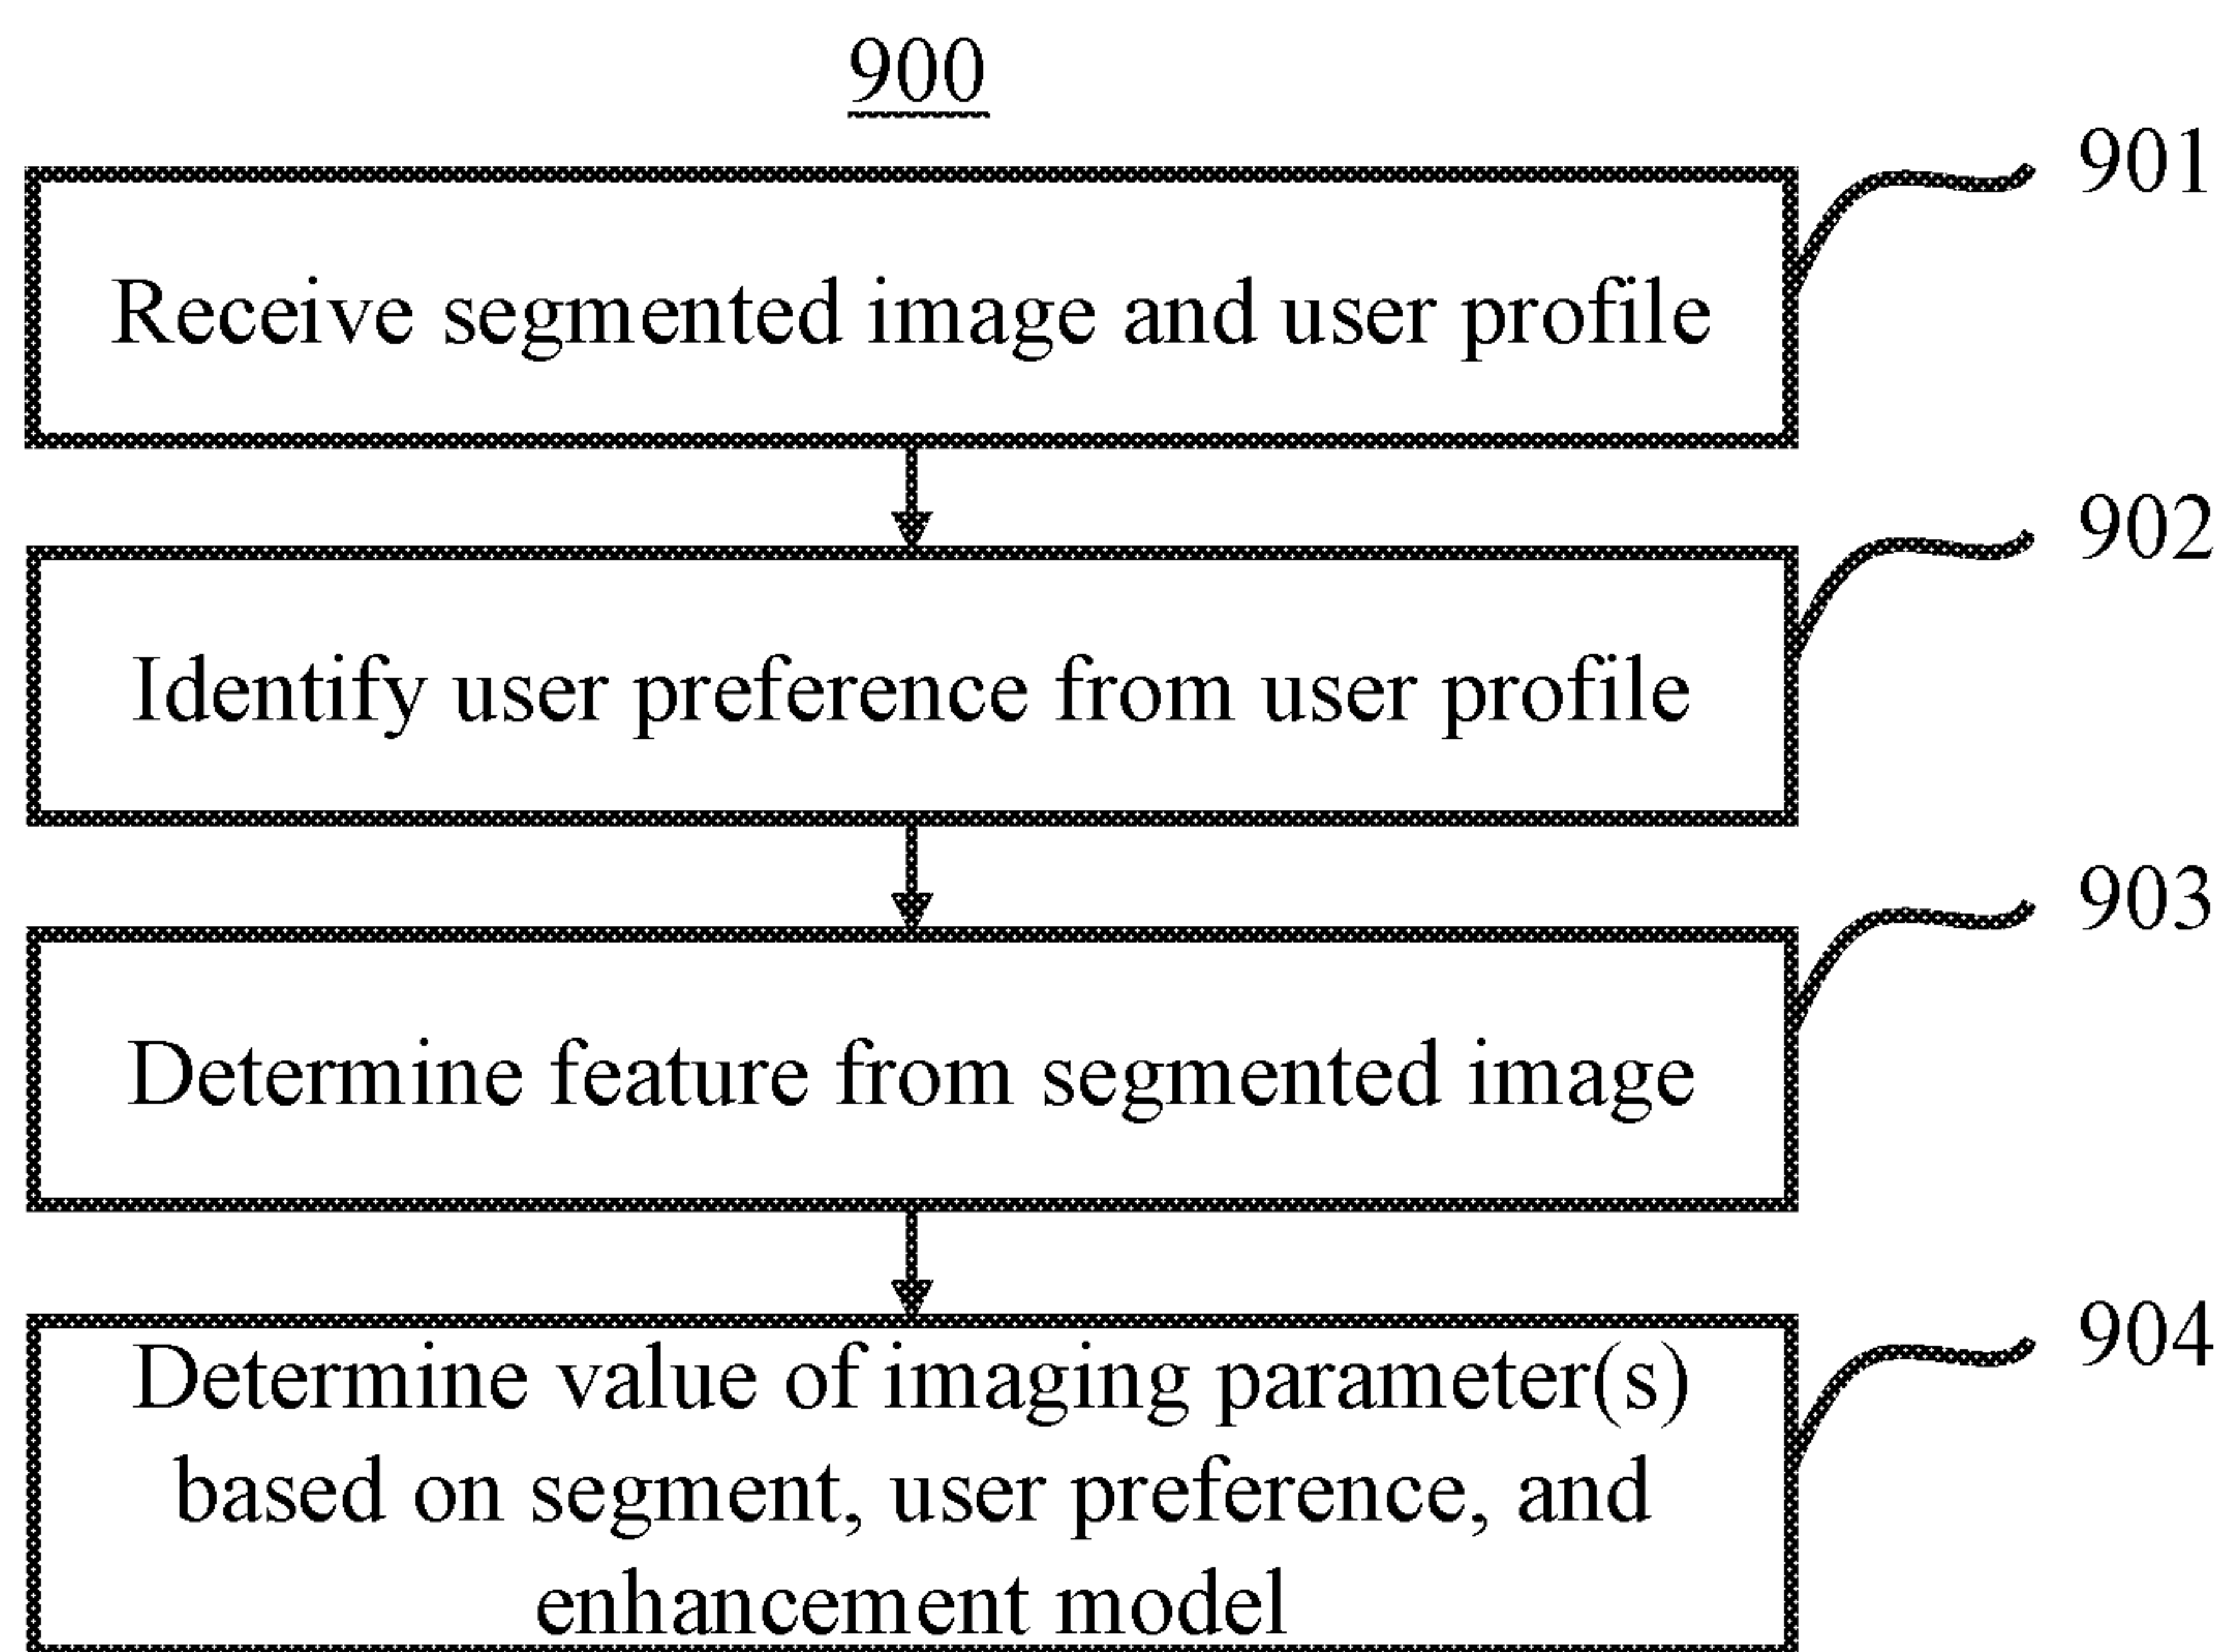 900
901
Receive segmented image and user profile
902
Identify user preference from user profile
903
Determine feature from segmented image
904
Determine value of imaging parameter(s)
based on segment, user preference, and
enhancement model